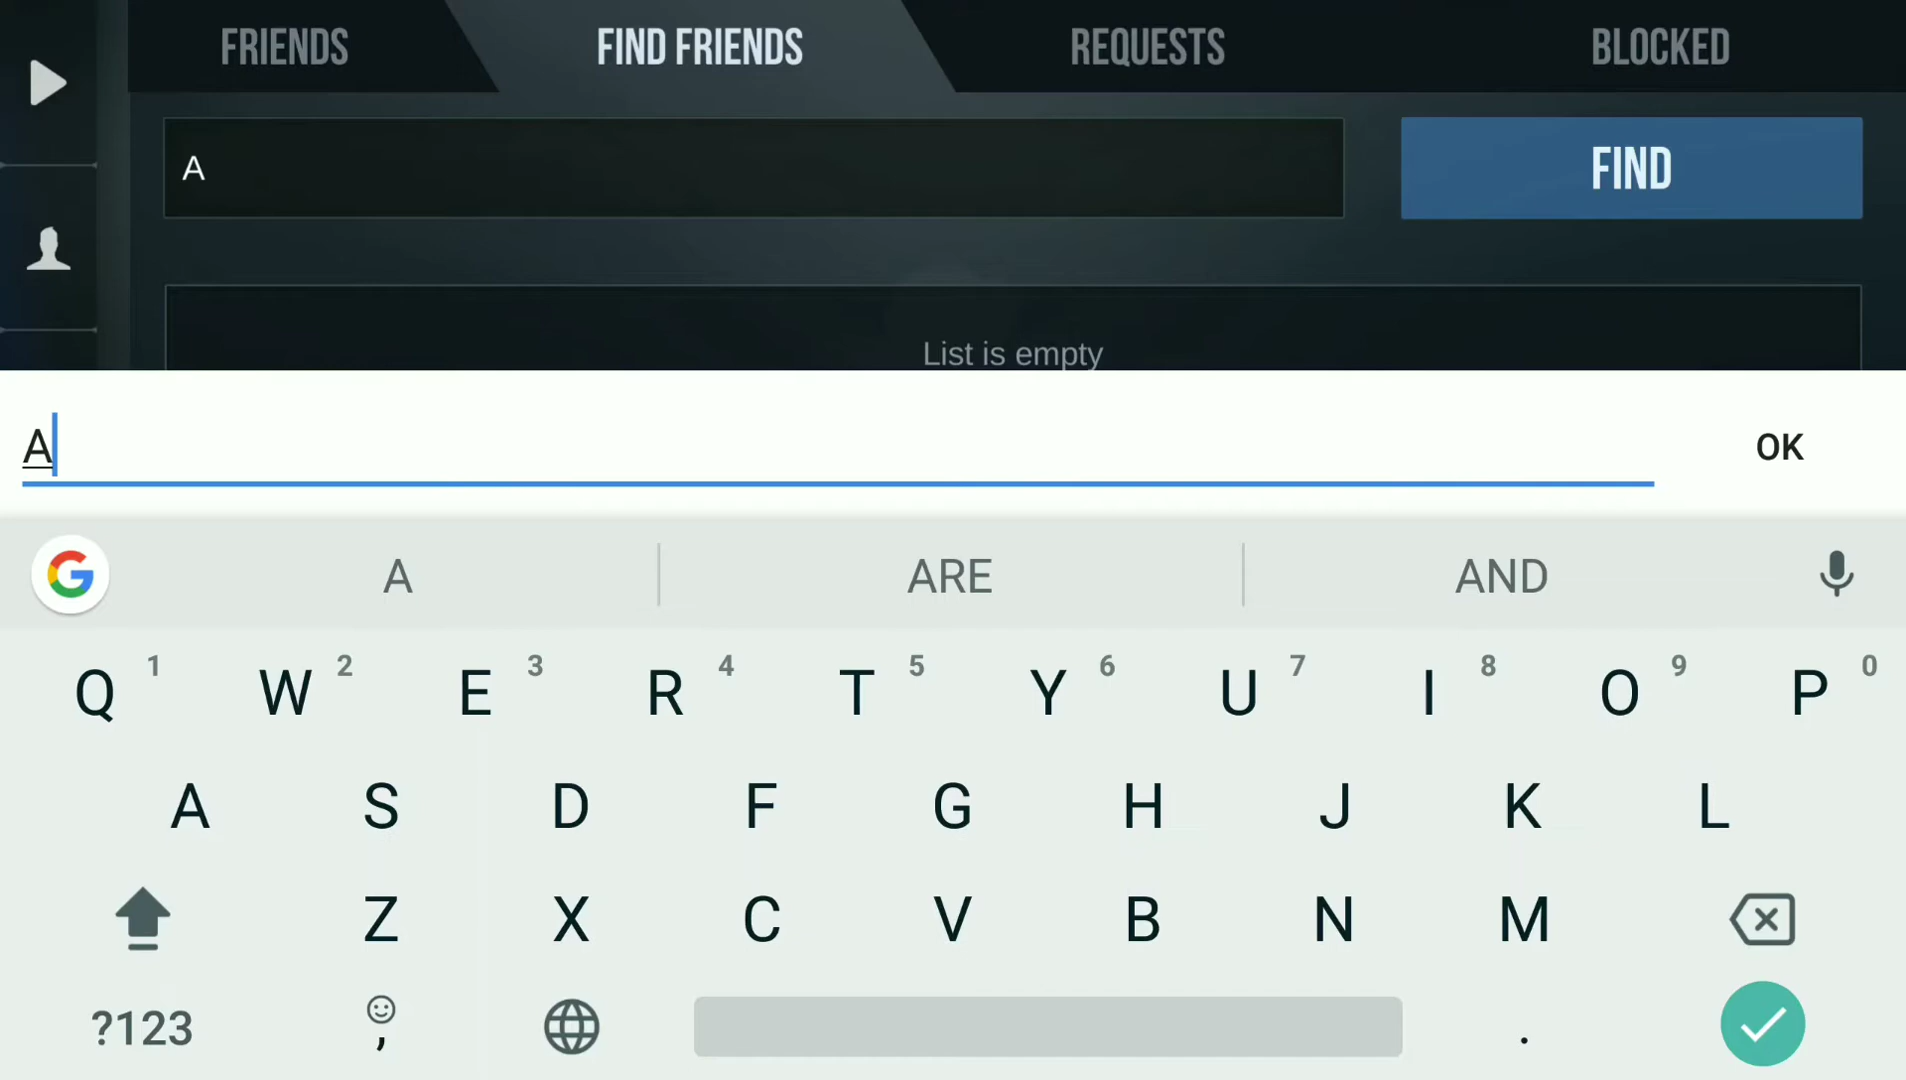 FRIENDS FIND FRIENDS REQUESTS BLOCKED
A FIND
List is empty
A OK
A ARE AND
Q 1 W 2 E 3 R 4 T 5 Y 6 U 7 I 8 O 9 P 0
A S D F G H J K L
Z X C V B N M
?123 , .